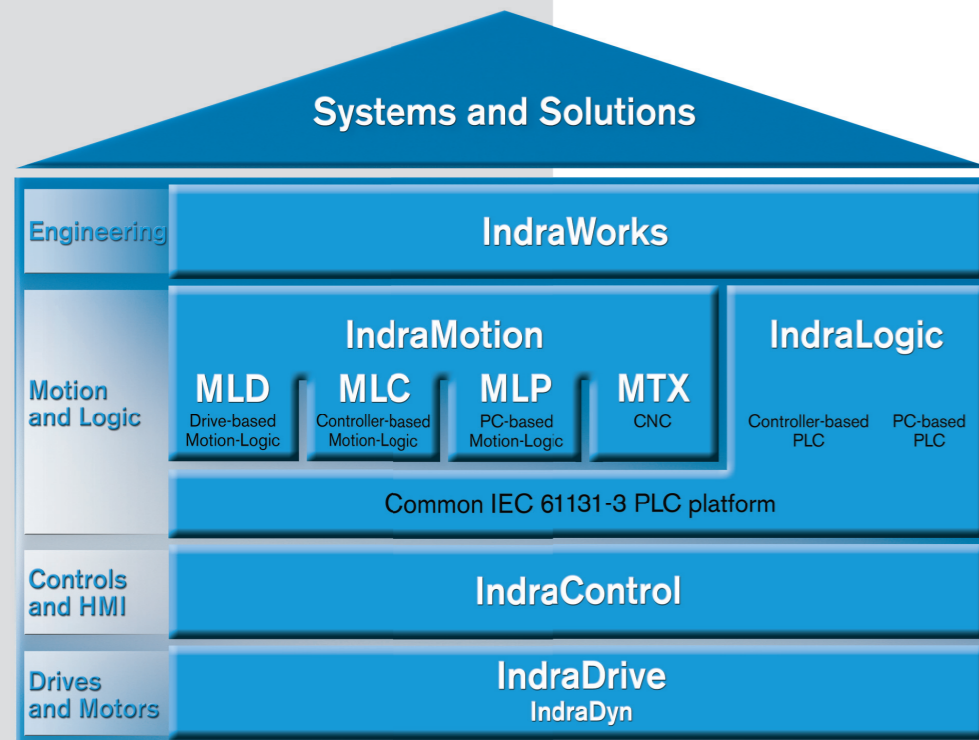 Systems and Solutions
Engineering
IndraWorks
Motion
and Logic
IndraMotion
MLD
Drive-based
Motion-Logic
MLC
Controller-based
Motion-Logic
MLP
PC-based
Motion-Logic
MTX
CNC
IndraLogic
Controller-based
PLC
PC-based
PLC
Common IEC 61131-3 PLC platform
Controls
and HMI
IndraControl
Drives
and Motors
IndraDrive
IndraDyn